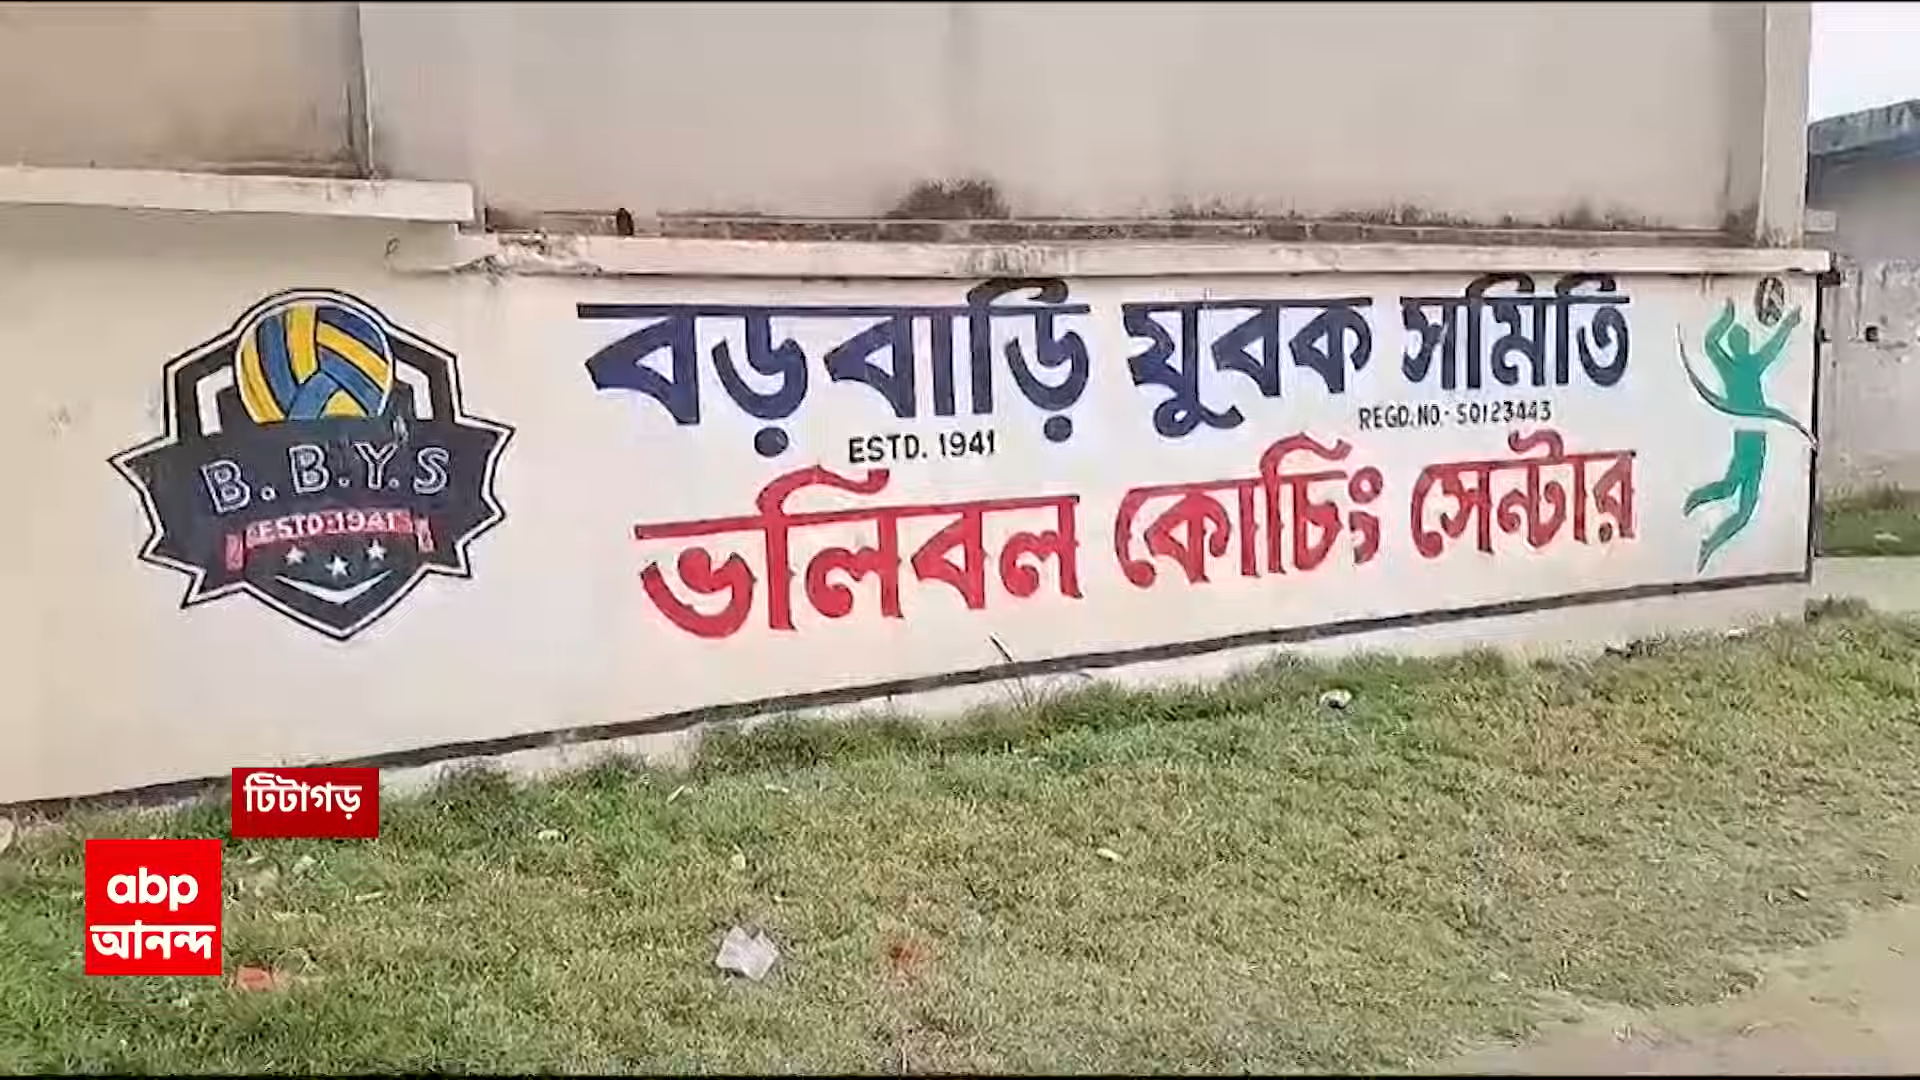 বড়বাড়ি যুবক সমিতি
ESTD. 1941
REGD. NO.- S0123443
ভলিবল কোচিং সেন্টার
B.B.Y.S
ESTD:1941
টিটাগড়
abp
আনন্দ